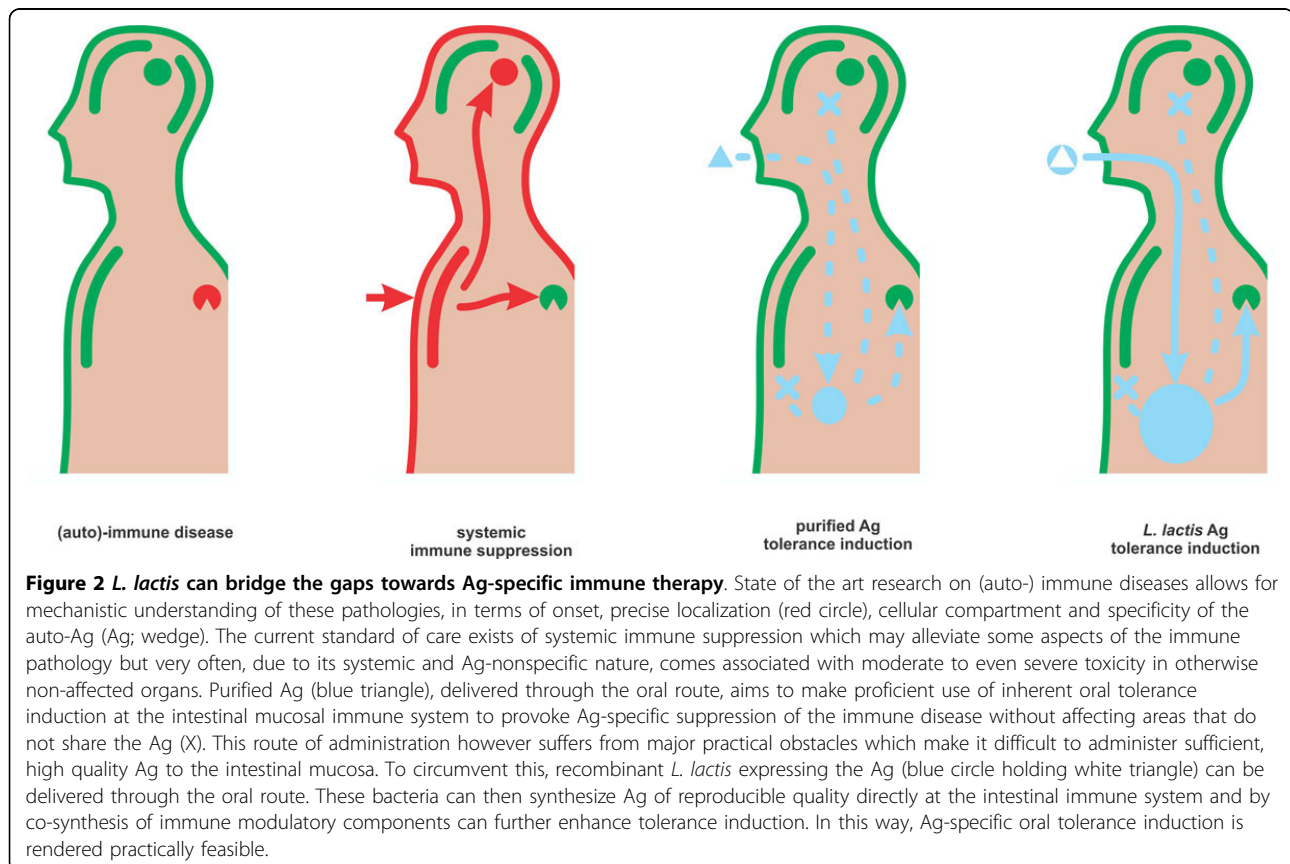 (auto)-immune disease
systemic
immune suppression
purified Ag
tolerance induction
L. lactis Ag
tolerance induction
Figure 2 L. lactis can bridge the gaps towards Ag-specific immune therapy. State of the art research on (auto-) immune diseases allows for
mechanistic understanding of these pathologies, in terms of onset, precise localization (red circle), cellular compartment and specificity of the
auto-Ag (Ag; wedge). The current standard of care exists of systemic immune suppression which may alleviate some aspects of the immune
pathology but very often, due to its systemic and Ag-nonspecific nature, comes associated with moderate to even severe toxicity in otherwise
non-affected organs. Purified Ag (blue triangle), delivered through the oral route, aims to make proficient use of inherent oral tolerance
induction at the intestinal mucosal immune system to provoke Ag-specific suppression of the immune disease without affecting areas that do
not share the Ag (X). This route of administration however suffers from major practical obstacles which make it difficult to administer sufficient,
high quality Ag to the intestinal mucosa. To circumvent this, recombinant L. lactis expressing the Ag (blue circle holding white triangle) can be
delivered through the oral route. These bacteria can then synthesize Ag of reproducible quality directly at the intestinal immune system and by
co-synthesis of immune modulatory components can further enhance tolerance induction. In this way, Ag-specific oral tolerance induction is
rendered practically feasible.